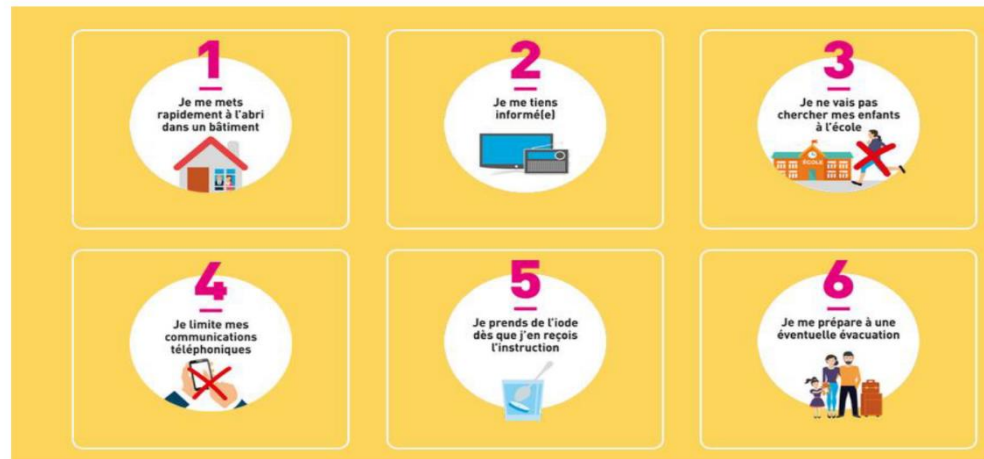 1
Je me mets
rapidement à l'abri
dans un bâtiment
2
Je me tiens
informé(e)
3
Je ne vais pas
chercher mes enfants
à l'école
ÉCOLE
4
Je limite mes
communications
téléphoniques
5
Je prends de l'iode
dès que j'en reçois
l'instruction
6
Je me prépare à une
éventuelle évacuation